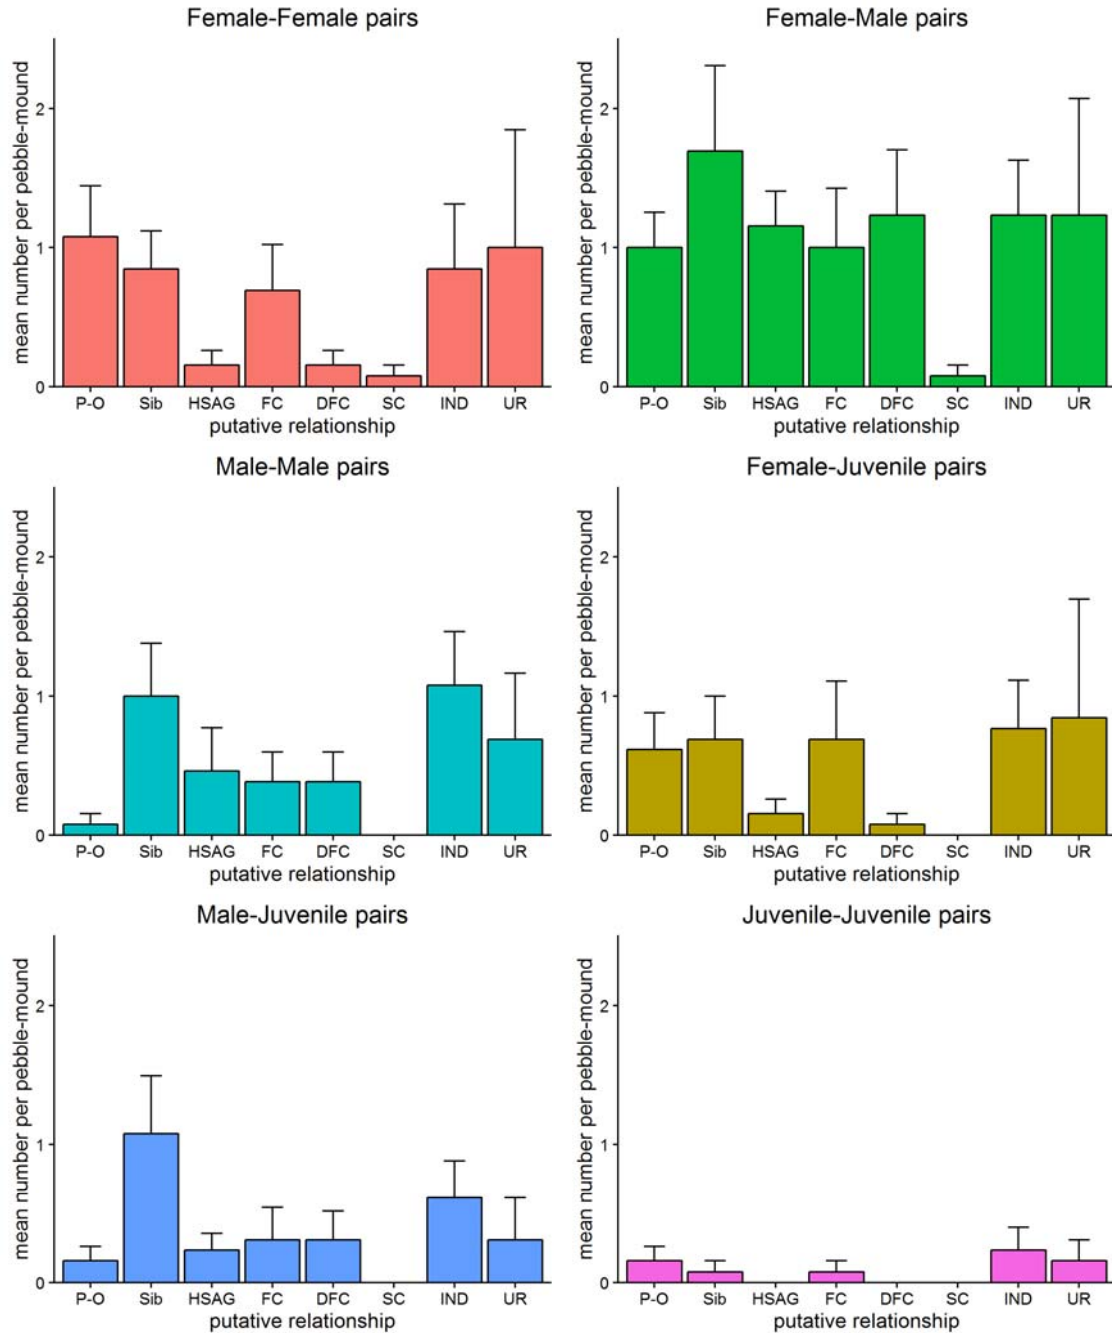 Female-Female pairs
mean number per pebble-mound
2
1
0
P-O Sib HSAG FC DFC SC IND UR
putative relationship
Female-Male pairs
mean number per pebble-mound
2
1
0
P-O Sib HSAG FC DFC SC IND UR
putative relationship
Male-Male pairs
mean number per pebble-mound
2
1
0
P-O Sib HSAG FC DFC SC IND UR
putative relationship
Female-Juvenile pairs
mean number per pebble-mound
2
1
0
P-O Sib HSAG FC DFC SC IND UR
putative relationship
Male-Juvenile pairs
mean number per pebble-mound
2
1
0
P-O Sib HSAG FC DFC SC IND UR
putative relationship
Juvenile-Juvenile pairs
mean number per pebble-mound
2
1
0
P-O Sib HSAG FC DFC SC IND UR
putative relationship